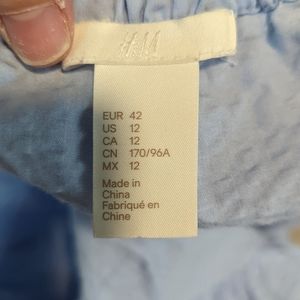 H&M
EUR 42
US 12
CA 12
CN 170/96A
MX 12
Made in
China
Fabriqué en
Chine